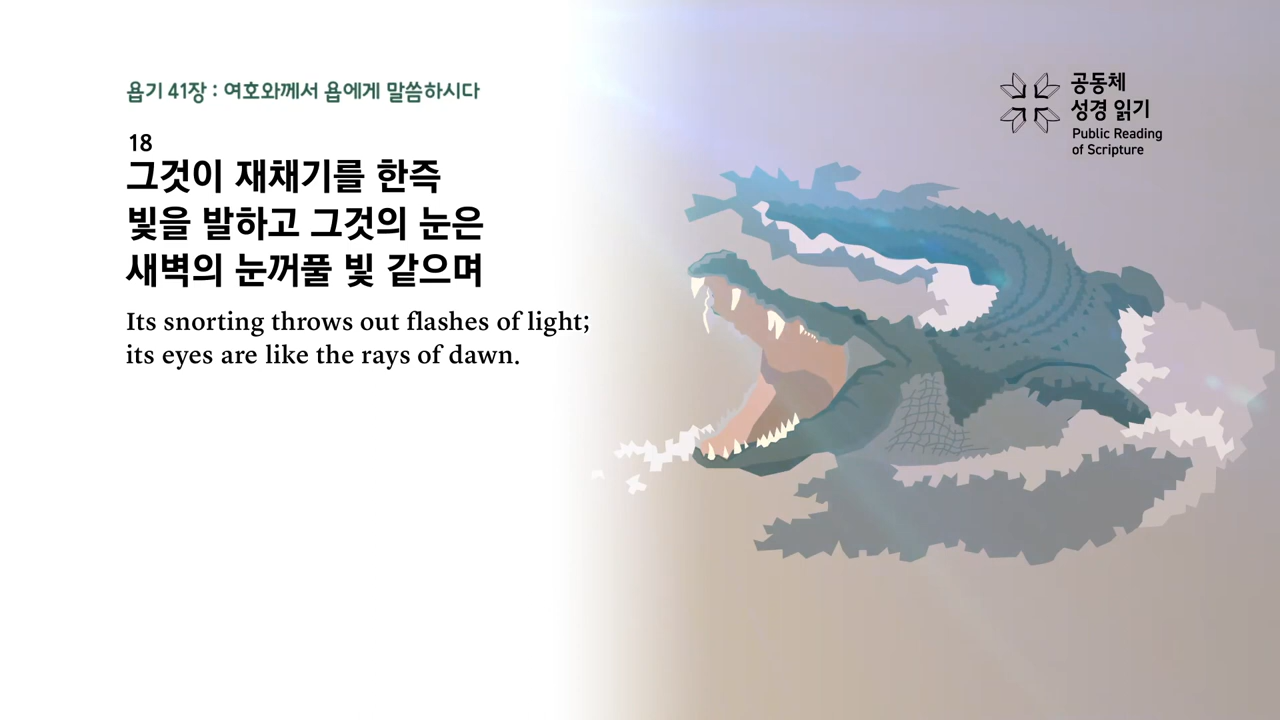 욥기 41장 : 여호와께서 욥에게 말씀하시다
18
그것이 재채기를 한즉
빛을 발하고 그것의 눈은
새벽의 눈꺼풀 빛 같으며
Its snorting throws out flashes of light;
its eyes are like the rays of dawn.
공동체
성경 읽기
Public Reading
of Scripture